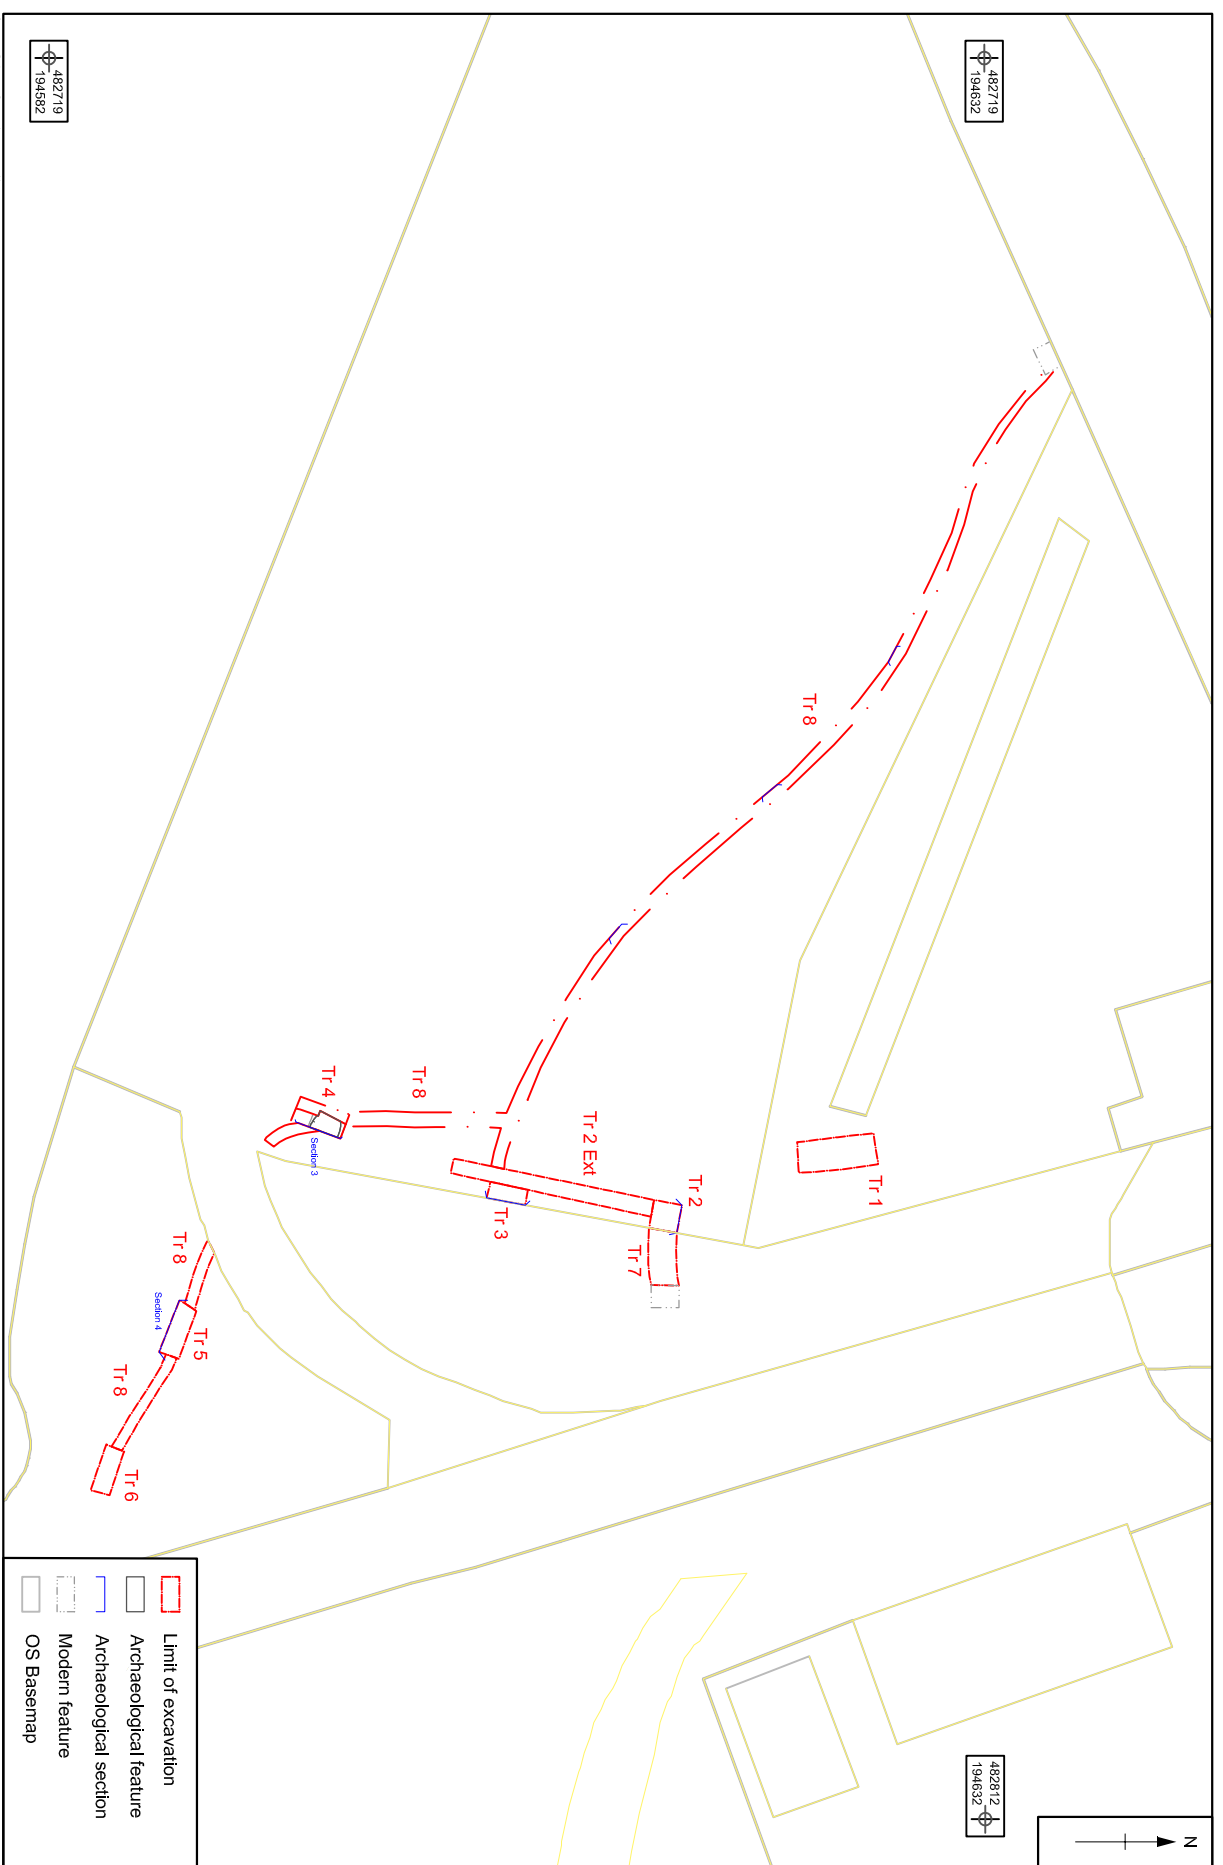 482719
194582
482719
194632
482812
194632
N
Tr 8
Tr 1
Tr 2
Tr 2 Ext
Tr 7
Tr 3
Tr 8
Tr 4
Section 3
Tr 8
Section 4
Tr 5
Tr 8
Tr 6
Limit of excavation
Archaeological feature
Archaeological section
Modern feature
OS Basemap